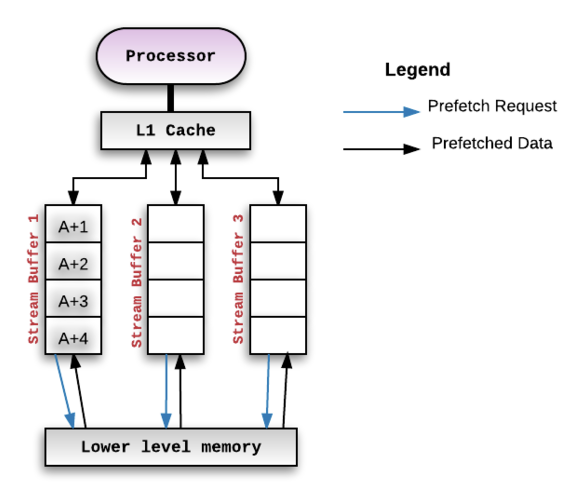 Processor
Legend
Prefetch Request
L1 Cache
Prefetched Data
Stream Buffer 1
A+1
A+2
A+3
A+4
Stream Buffer 2
Stream Buffer 3
Lower level memory